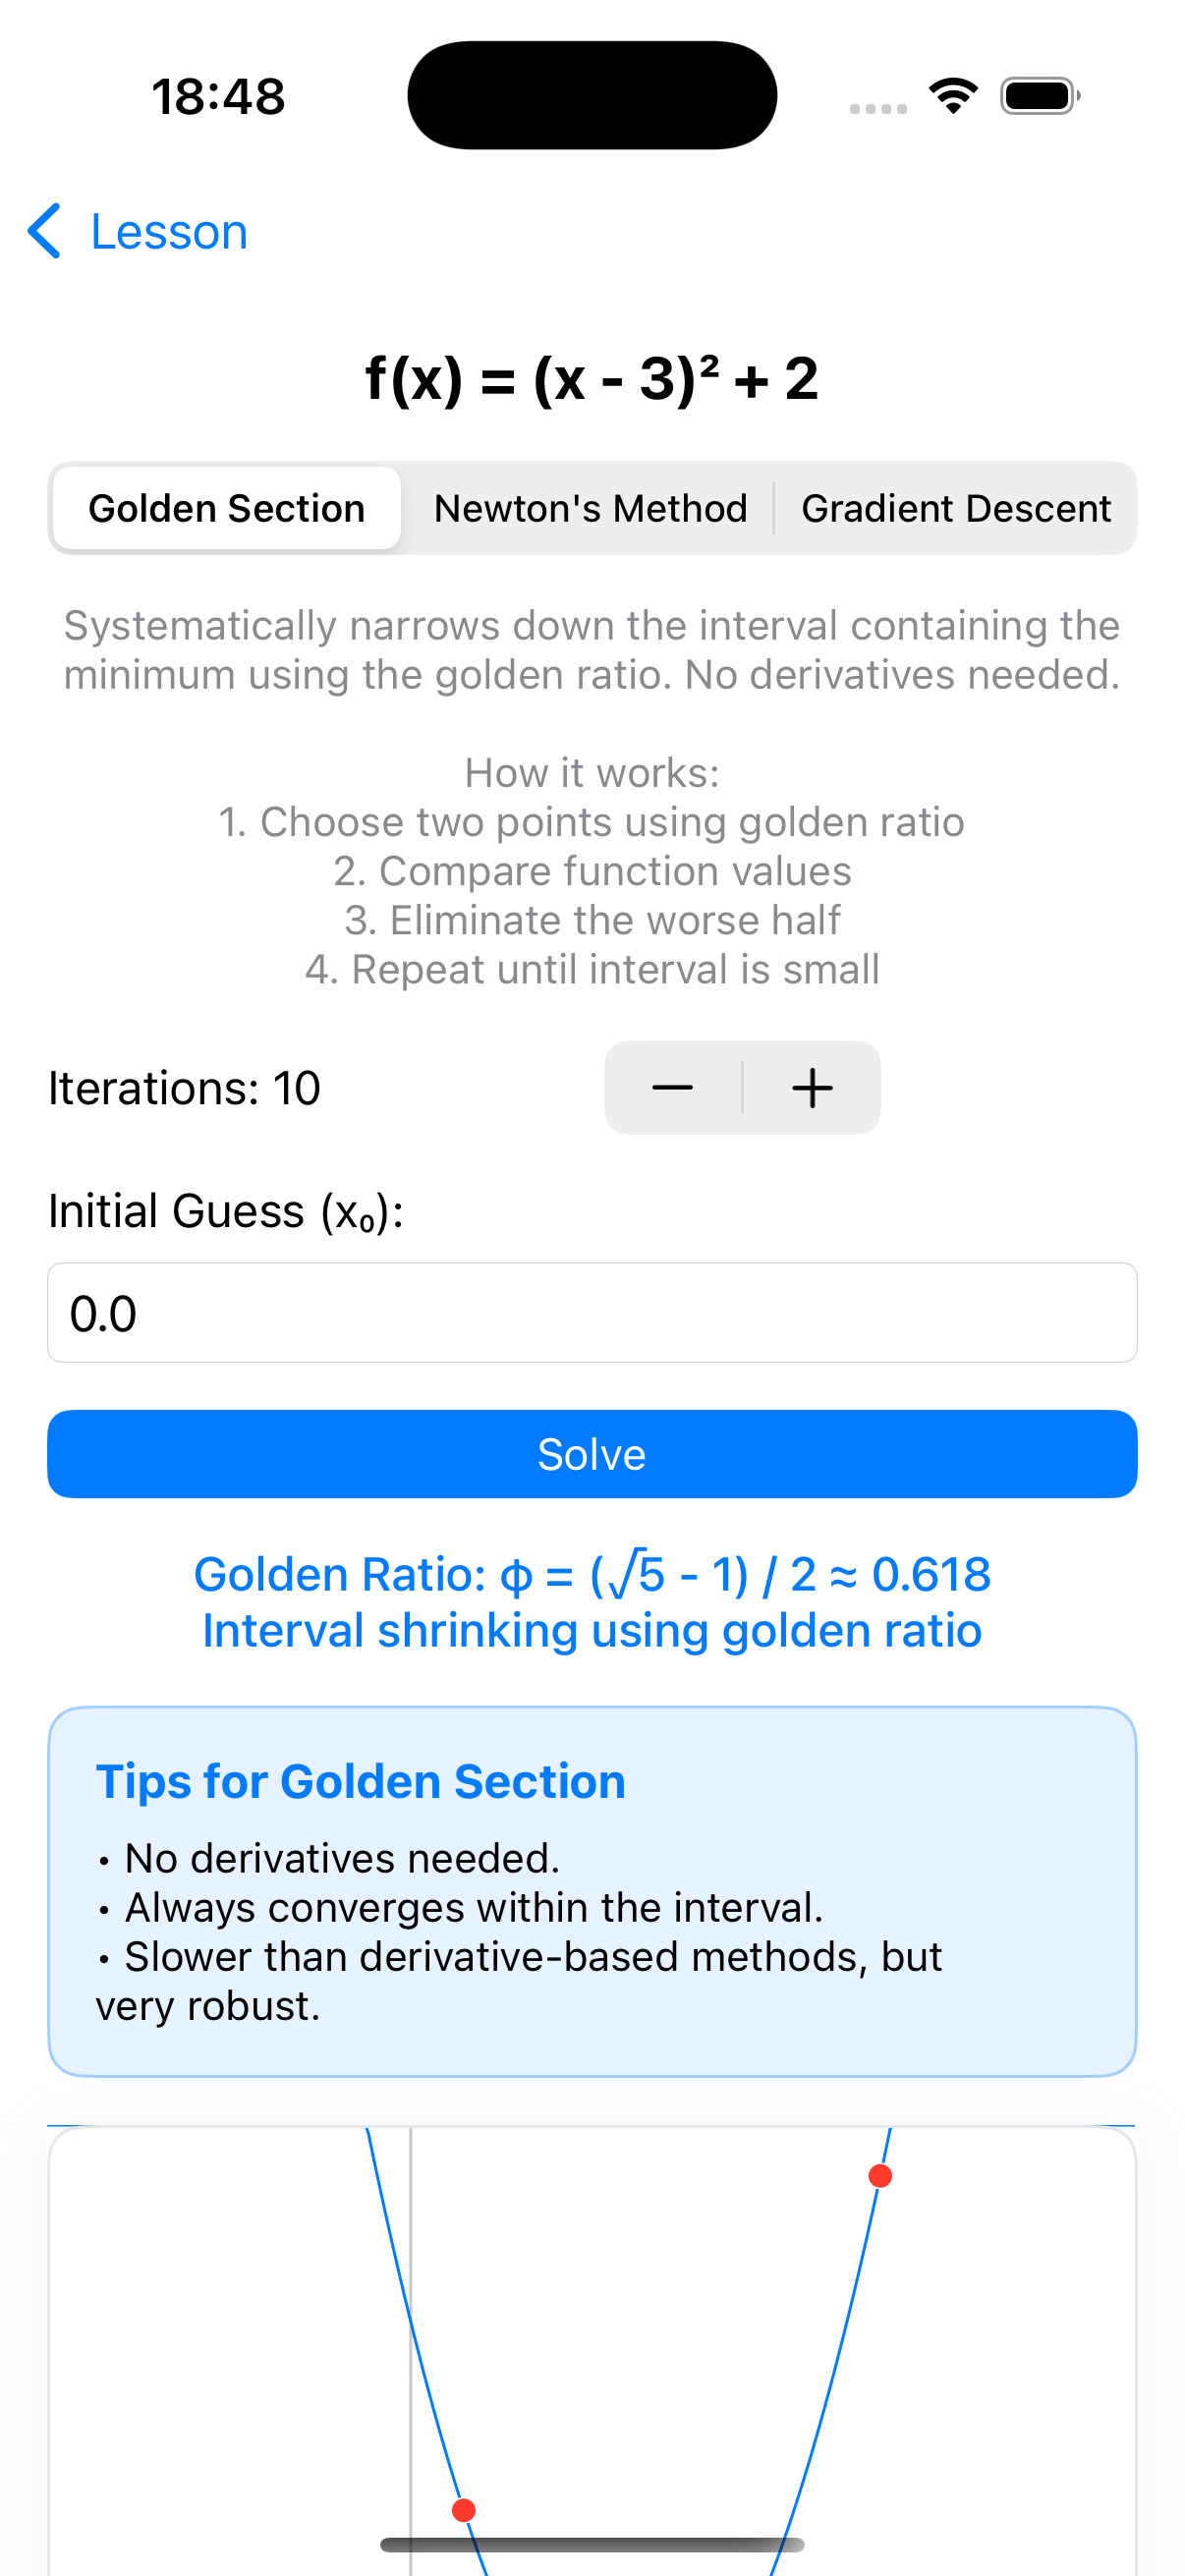 18:48
Lesson
f(x) = (x - 3)² + 2
Golden Section Newton's Method Gradient Descent
Systematically narrows down the interval containing the
minimum using the golden ratio. No derivatives needed.
How it works:
1. Choose two points using golden ratio
2. Compare function values
3. Eliminate the worse half
4. Repeat until interval is small
Iterations: 10 − +
Initial Guess (x₀):
0.0
Solve
Golden Ratio: φ = (√5 - 1) / 2 ≈ 0.618
Interval shrinking using golden ratio
Tips for Golden Section
• No derivatives needed.
• Always converges within the interval.
• Slower than derivative-based methods, but
very robust.